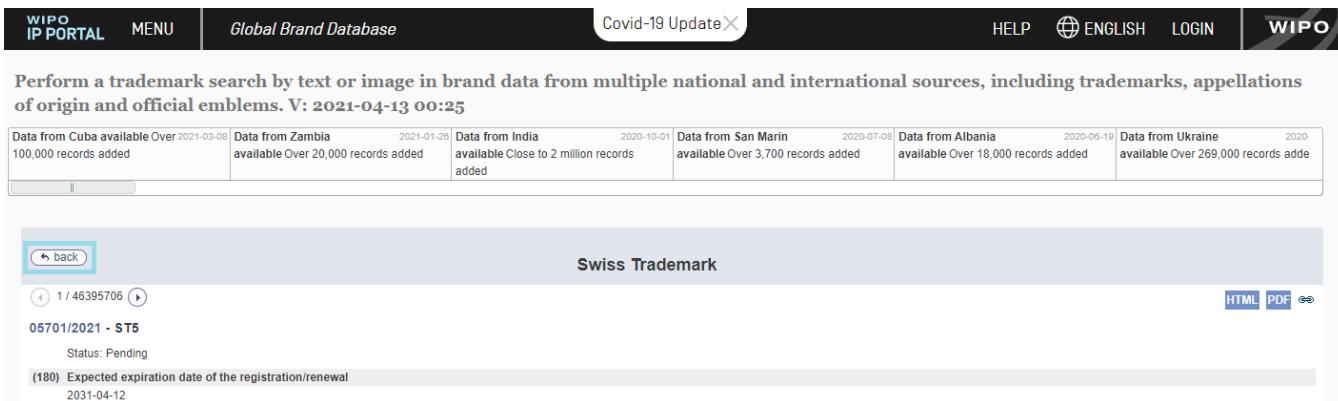 WIPO
IP PORTAL
MENU
Global Brand Database
Covid-19 Update
HELP
ENGLISH
LOGIN
WIPO
Perform a trademark search by text or image in brand data from multiple national and international sources, including trademarks, appellations
of origin and official emblems. V: 2021-04-13 00:25
Data from Cuba available Over 2021-03-08
100,000 records added
Data from Zambia 2021-01-26
available Over 20,000 records added
Data from India 2020-10-01
available Close to 2 million records
added
Data from San Marin 2020-07-08
available Over 3,700 records added
Data from Albania 2020-06-19
available Over 18,000 records added
Data from Ukraine 2020-
available Over 269,000 records adde
back
Swiss Trademark
1 / 46395706
HTML PDF
05701/2021 - ST5
Status: Pending
(180) Expected expiration date of the registration/renewal
2031-04-12